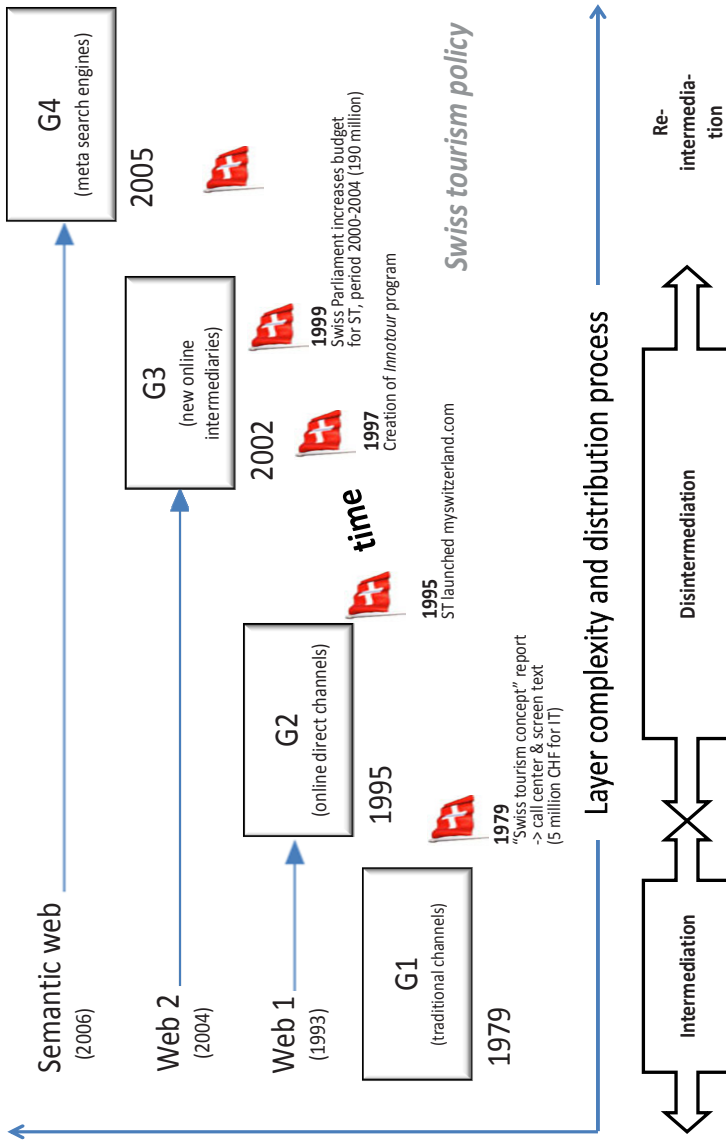 Semantic web
(2006)
G4
(meta search engines)
2005
Web 2
(2004)
G3
(new online
intermediaries)
2002
Web 1
(1993)
G2
(online direct channels)
1995
G1
(traditional channels)
1979
time
1979
“Swiss tourism concept” report
-> call center & screen text
(5 million CHF for IT)
1995
ST launched myswitzerland.com
1997
Creation of Innotour program
1999
Swiss Parliament increases budget
for ST, period 2000-2004 (190 million)
Swiss tourism policy
Layer complexity and distribution process
Intermediation
Disintermediation
Re-
intermedia-
tion